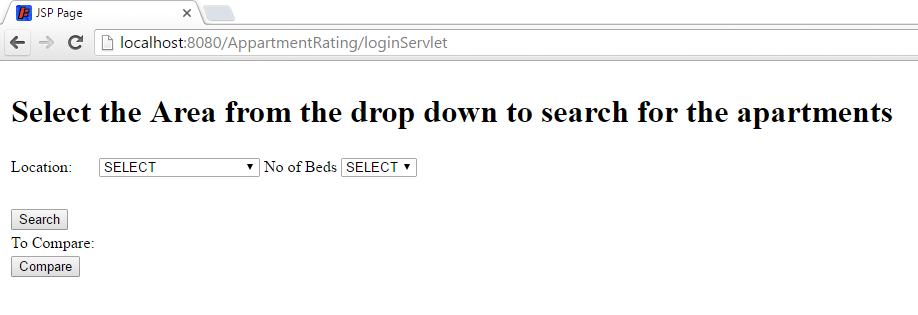 JSP Page
localhost:8080/AppartmentRating/loginServlet
Select the Area from the drop down to search for the apartments
Location: SELECT No of Beds SELECT
Search
To Compare:
Compare